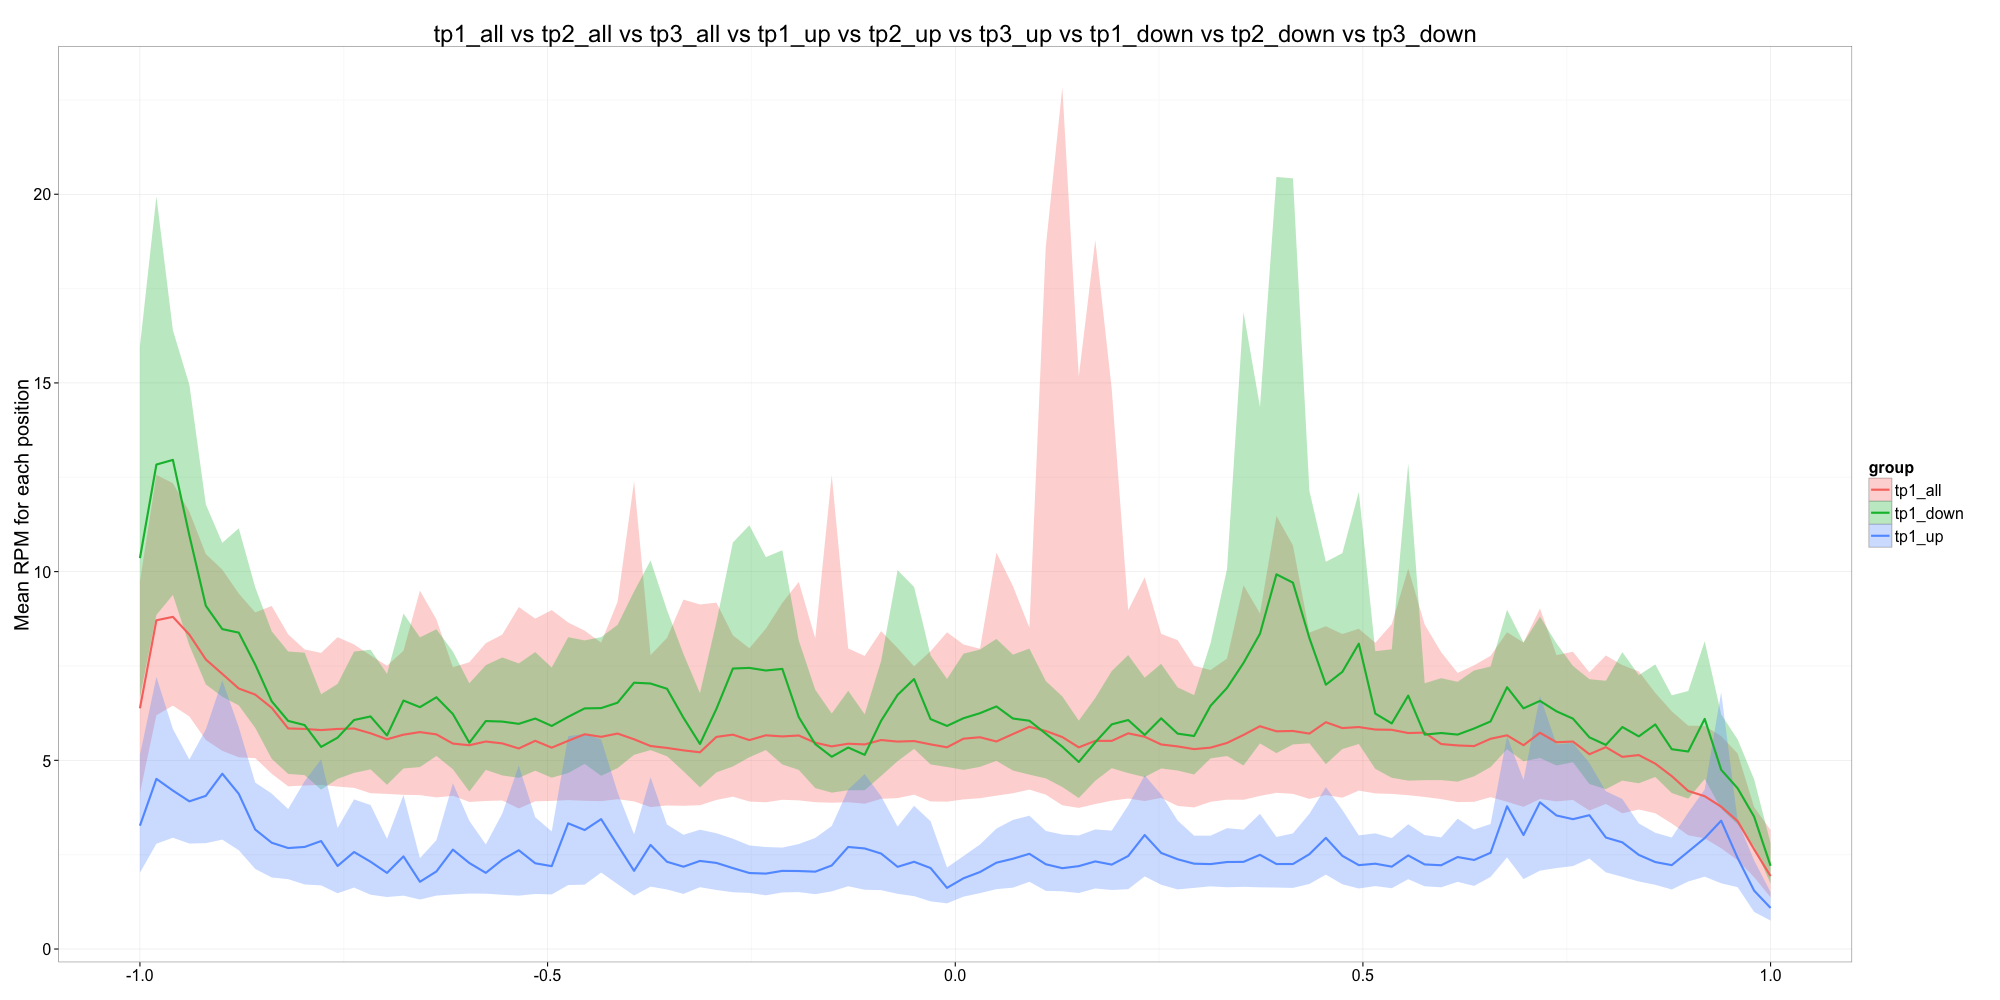 tp1_all vs tp2_all vs tp3_all vs tp1_up vs tp2_up vs tp3_up vs tp1_down vs tp2_down vs tp3_down
Mean RPM for each position
20
15
10
5
0
-1.0
-0.5
0.0
0.5
1.0
group
tp1_all
tp1_down
tp1_up